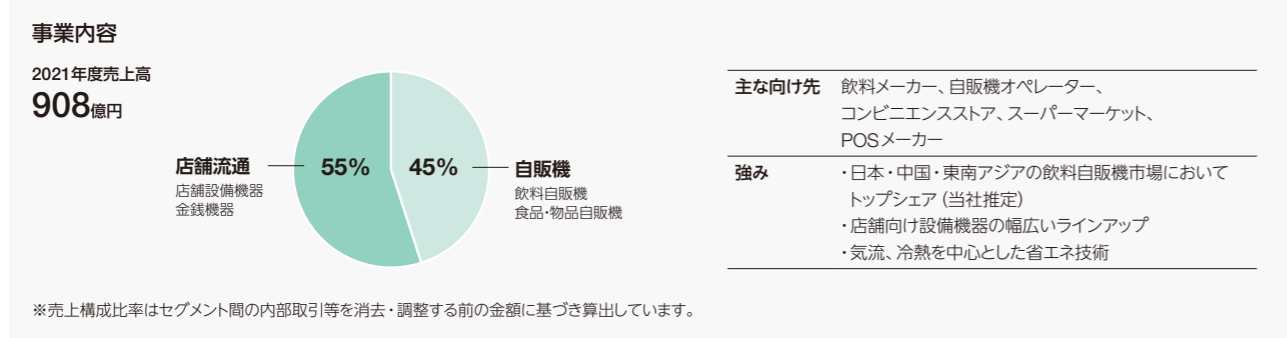 事業内容
2021年度売上高
908億円
店舗流通
店舗設備機器
金銭機器
55%
45%
自販機
飲料自販機
食品・物品自販機
主な向け先
飲料メーカー、自販機オペレーター、
コンビニエンスストア、スーパーマーケット、
POSメーカー
強み
・日本・中国・東南アジアの飲料自販機市場において
トップシェア（当社推定）
・店舗向け設備機器の幅広いラインアップ
・気流、冷熱を中心とした省エネ技術
※売上構成比率はセグメント間の内部取引等を消去・調整する前の金額に基づき算出しています。